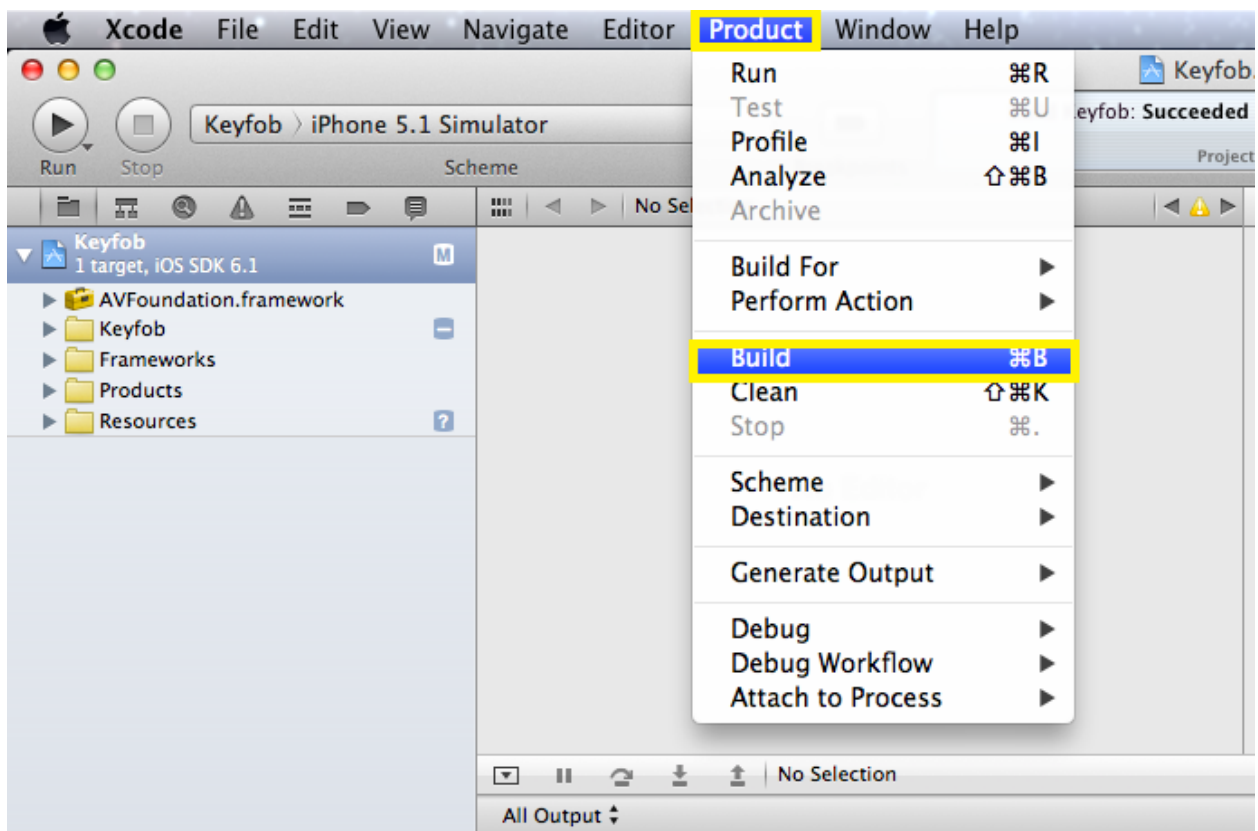 Xcode File Edit View Navigate Editor Product Window Help
Keyfob.
Run ⌘R
Test ⌘U
Profile ⌘I
Analyze ⇧⌘B
Archive
Build For
Perform Action
Build ⌘B
Clean ⇧⌘K
Stop ⌘.
Scheme
Destination
Generate Output
Debug
Debug Workflow
Attach to Process
Keyfob iPhone 5.1 Simulator
eyfob: Succeeded
Run Stop Scheme
Project
No Sel
Keyfob
1 target, iOS SDK 6.1
M
AVFoundation.framework
Keyfob
Frameworks
Products
Resources ?
No Selection
All Output